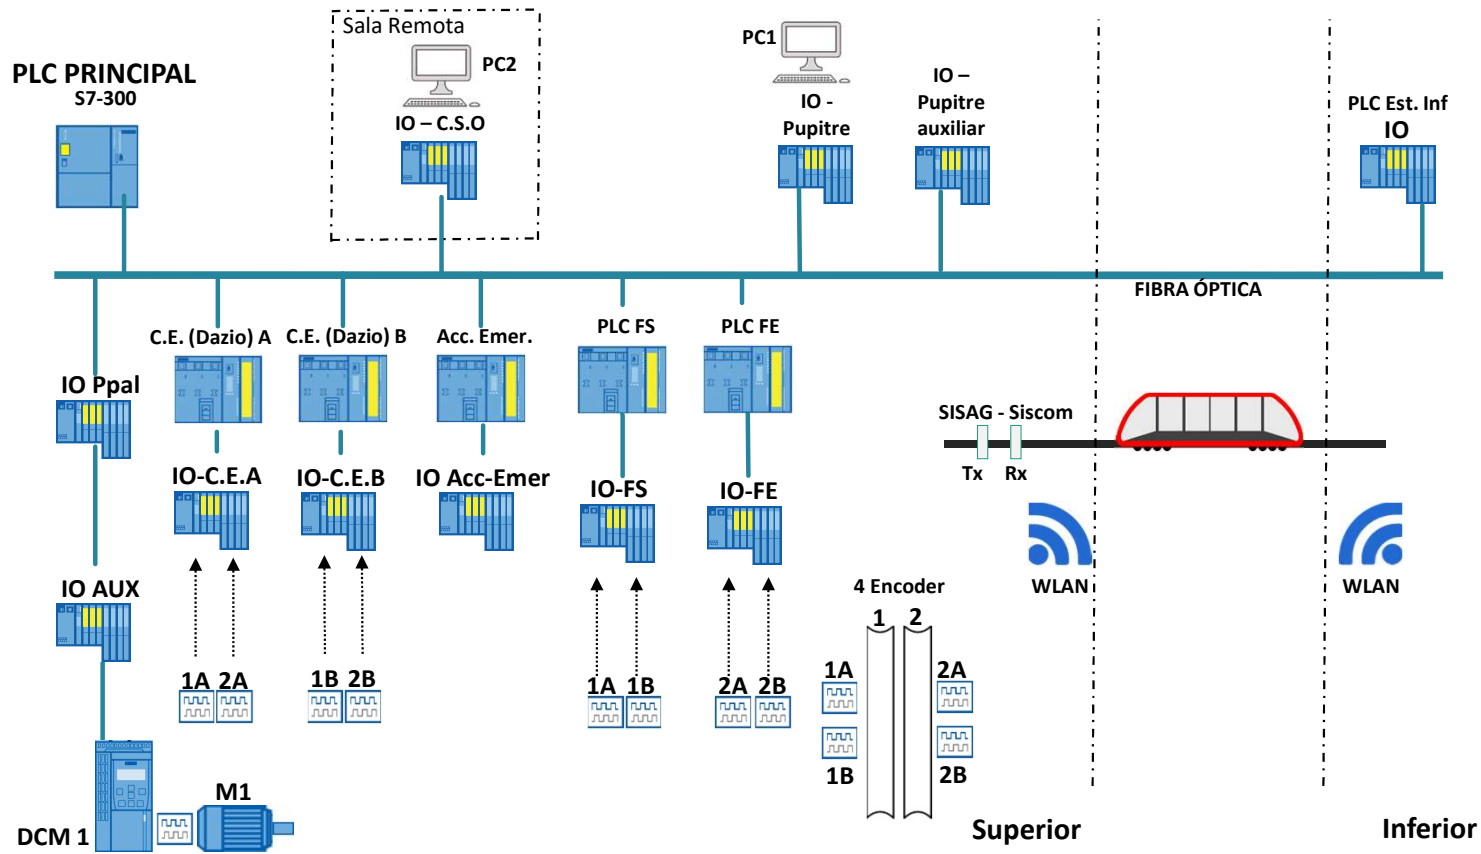 Sala Remota
PC2
IO – C.S.O
PLC PRINCIPAL
S7-300
PC1
IO -
Pupitre
IO –
Pupitre
auxiliar
PLC Est. Inf
IO
FIBRA ÓPTICA
C.E. (Dazio) A
C.E. (Dazio) B
Acc. Emer.
PLC FS
PLC FE
IO Ppal
IO-C.E.A
IO-C.E.B
IO Acc-Emer
IO-FS
IO-FE
SISAG - Siscom
Tx
Rx
WLAN
WLAN
IO AUX
1A
2A
1B
2B
1A
1B
2A
2B
4 Encoder
1
2
1A
2A
1B
2B
M1
DCM 1
Superior
Inferior